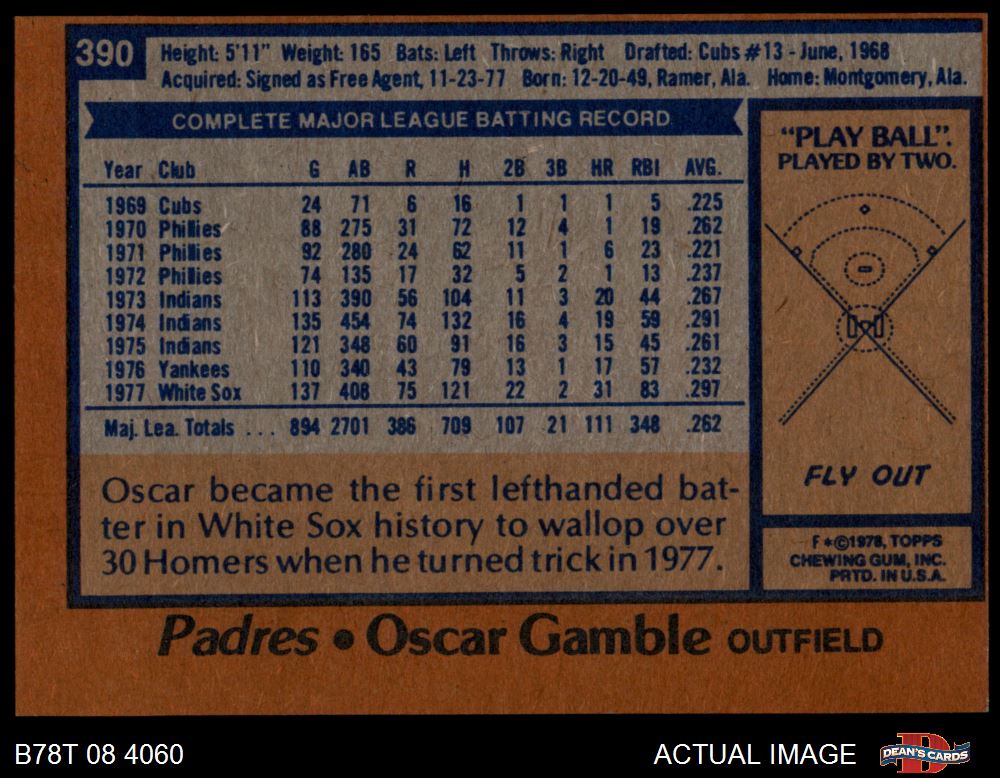 390
Height: 5'11" Weight: 165 Bats: Left Throws: Right Drafted: Cubs #13 - June, 1968
Acquired: Signed as Free Agent, 11-23-77 Born: 12-20-49, Ramer, Ala. Home: Montgomery, Ala.
COMPLETE MAJOR LEAGUE BATTING RECORD
Year Club G AB R H 2B 3B HR RBI AVG.
1969 Cubs 24 71 6 16 1 1 1 5 .225
1970 Phillies 88 275 31 72 12 4 1 19 .262
1971 Phillies 92 280 24 62 11 1 6 23 .221
1972 Phillies 74 135 17 32 5 2 1 13 .237
1973 Indians 113 390 56 104 11 3 20 44 .267
1974 Indians 135 454 74 132 16 4 19 59 .291
1975 Indians 121 348 60 91 16 3 15 45 .261
1976 Yankees 110 340 43 79 13 1 17 57 .232
1977 White Sox 137 408 75 121 22 2 31 83 .297
Maj. Lea. Totals ... 894 2701 386 709 107 21 111 348 .262
Oscar became the first lefthanded bat-
ter in White Sox history to wallop over
30 Homers when he turned trick in 1977.
"PLAY BALL".
PLAYED BY TWO.
FLY OUT
F *©1978, TOPPS
CHEWING GUM, INC.
PRTD. IN U.S.A.
Padres • Oscar Gamble OUTFIELD
B78T 08 4060
ACTUAL IMAGE
DEAN'S CARDS